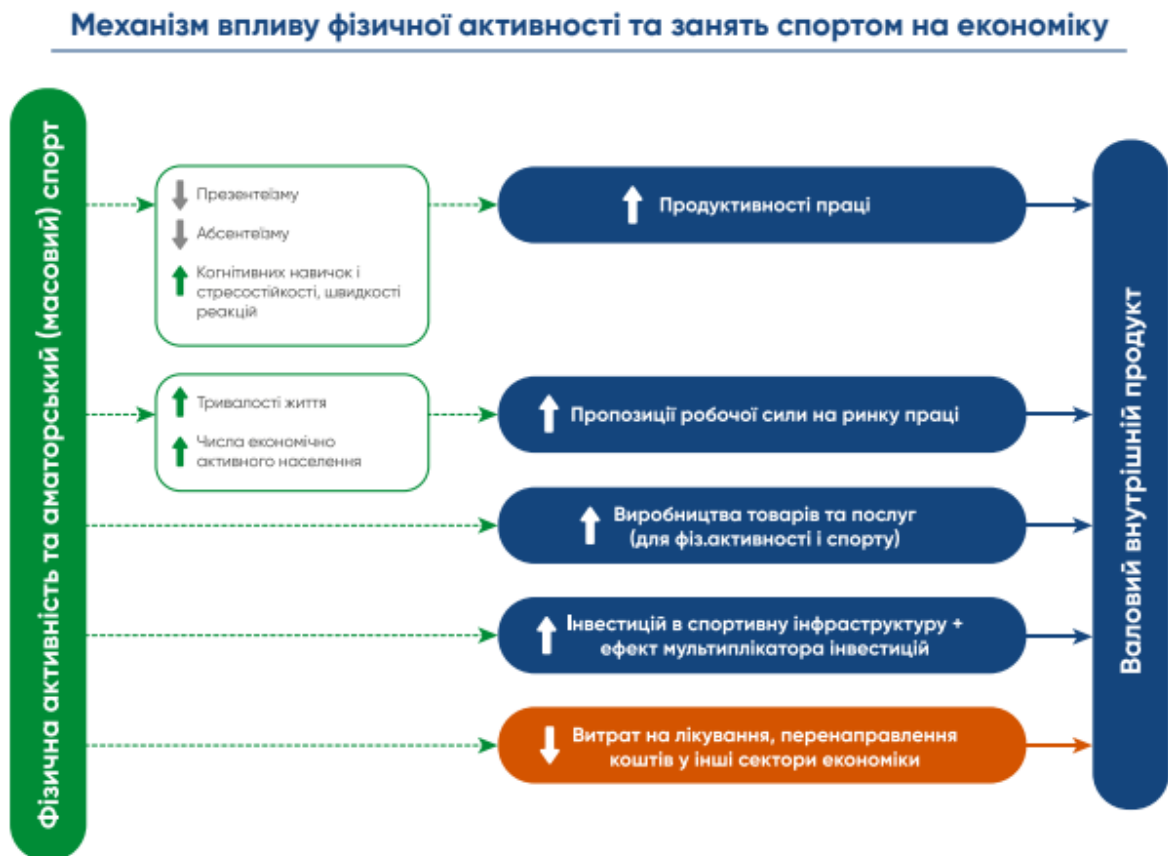 Механізм впливу фізичної активності та занять спортом на економіку
Фізична активність та аматорський (масовий) спорт
Презентеїзму
Абсентеїзму
Когнітивних навичок і
стресостійкості, швидкості
реакцій
Продуктивності праці
Тривалості життя
Числа економічно
активного населення
Пропозиції робочої сили на ринку праці
Виробництва товарів та послуг
(для фіз.активності і спорту)
Інвестицій в спортивну інфраструктуру +
ефект мультиплікатора інвестицій
Витрат на лікування, перенаправлення
коштів у інші сектори економіки
Валовий внутрішній продукт